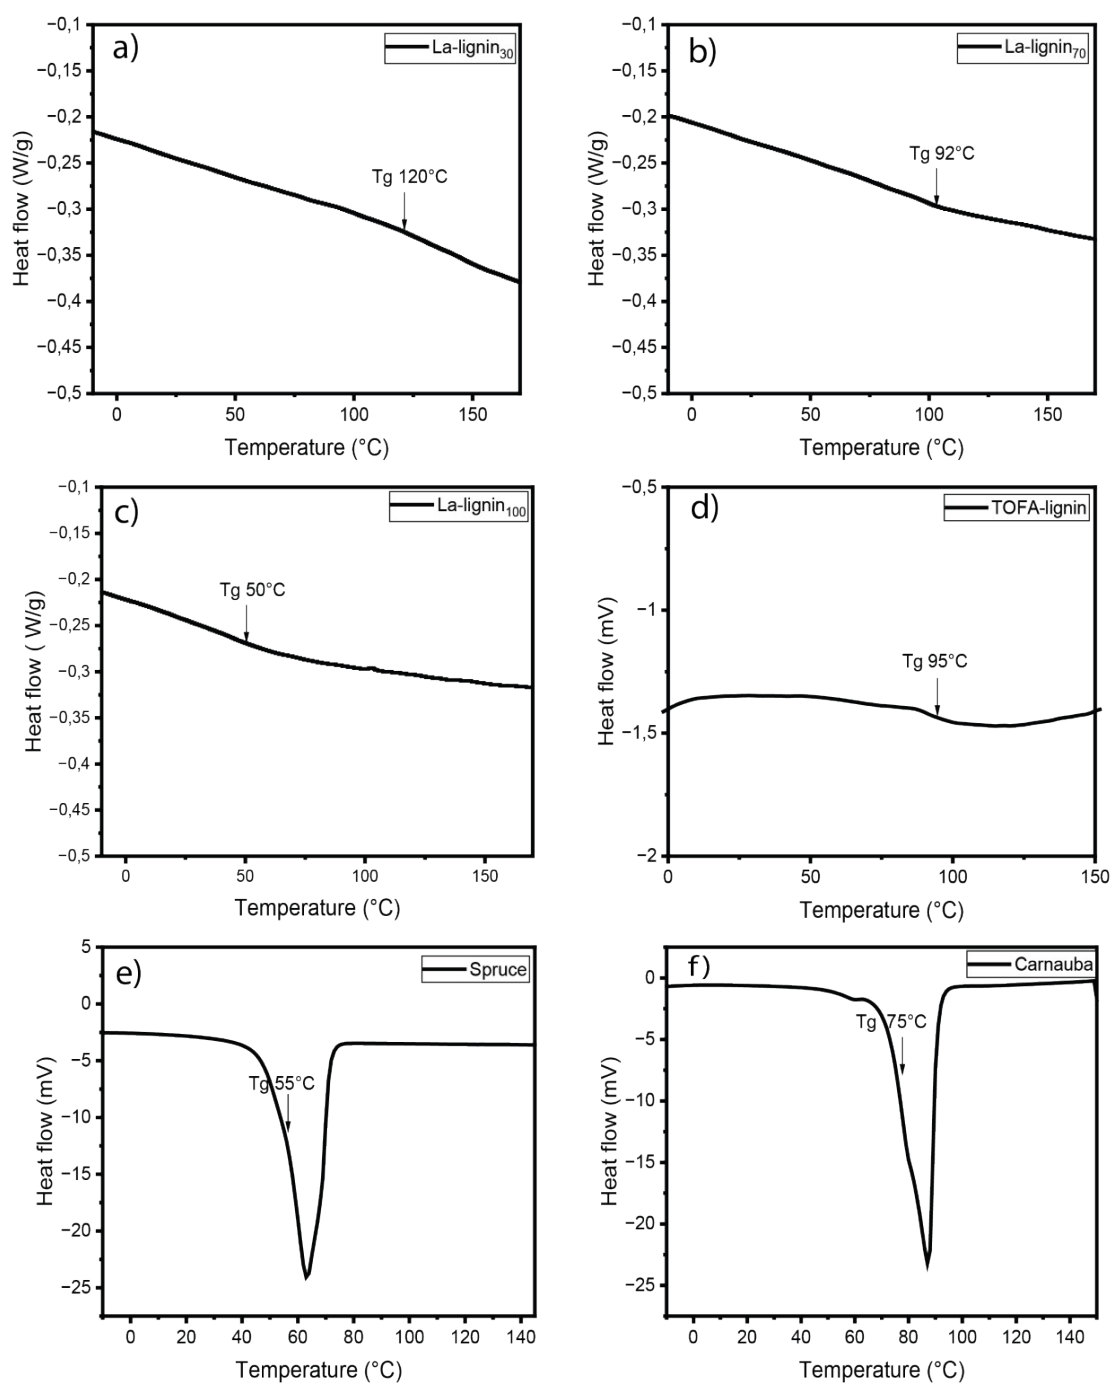 a)
La-lignin₃₀
−0,1
−0,15
−0,2
−0,25
−0,3
−0,35
−0,4
−0,45
−0,5
Heat flow (W/g)
Tg 120°C
0
50
100
150
Temperature (°C)
b)
La-lignin₇₀
−0,1
−0,15
−0,2
−0,25
−0,3
−0,35
−0,4
−0,45
−0,5
Heat flow (W/g)
Tg 92°C
0
50
100
150
Temperature (°C)
c)
La-lignin₁₀₀
−0,1
−0,15
−0,2
−0,25
−0,3
−0,35
−0,4
−0,45
−0,5
Heat flow ( W/g)
Tg 50°C
0
50
100
150
Temperature (°C)
d)
TOFA-lignin
−0,5
−1
−1,5
−2
Heat flow (mV)
Tg 95°C
0
50
100
150
Temperature (°C)
e)
Spruce
5
0
−5
−10
−15
−20
−25
Heat flow (mV)
Tg 55°C
0
20
40
60
80
100
120
140
Temperature (°C)
f)
Carnauba
0
−5
−10
−15
−20
−25
Heat flow (mV)
Tg 75°C
0
20
40
60
80
100
120
140
Temperature (°C)